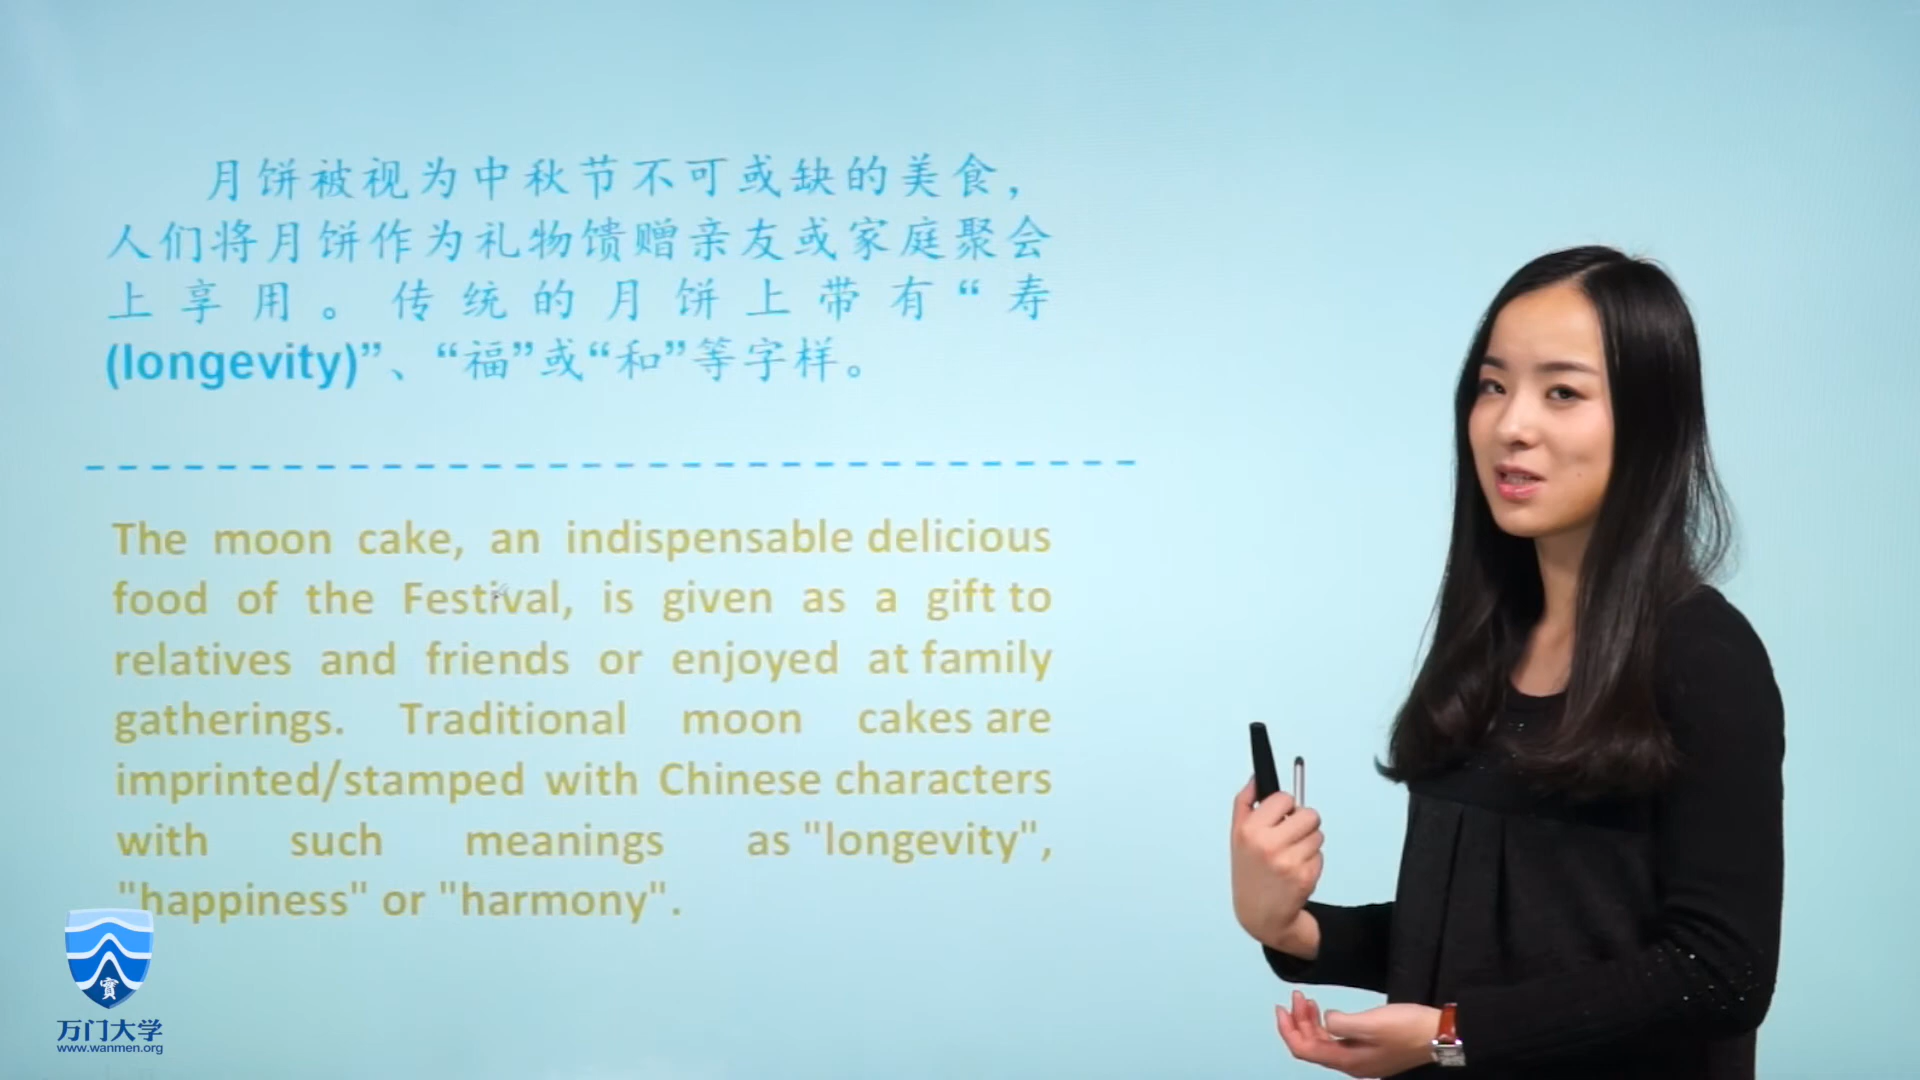 月饼被视为中秋节不可或缺的美食，
人们将月饼作为礼物馈赠亲友或家庭聚会
上享用。传统的月饼上带有“寿
(longevity)”、“福”或“和”等字样。
The moon cake, an indispensable delicious
food of the Festival, is given as a gift to
relatives and friends or enjoyed at family
gatherings. Traditional moon cakes are
imprinted/stamped with Chinese characters
with such meanings as "longevity",
"happiness" or "harmony".
實
万门大学
www.wanmen.org